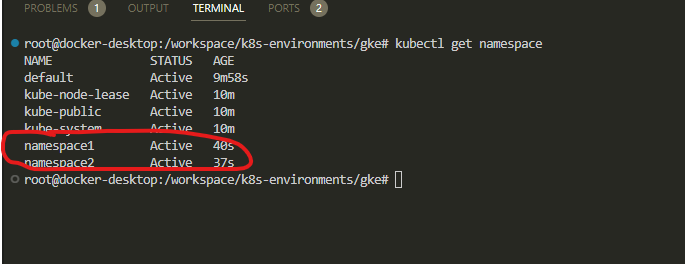 PROBLEMS 1 OUTPUT TERMINAL PORTS 2
root@docker-desktop:/workspace/k8s-environments/gke# kubectl get namespace
NAME STATUS AGE
default Active 9m58s
kube-node-lease Active 10m
kube-public Active 10m
kube-system Active 10m
namespace1 Active 40s
namespace2 Active 37s
root@docker-desktop:/workspace/k8s-environments/gke#